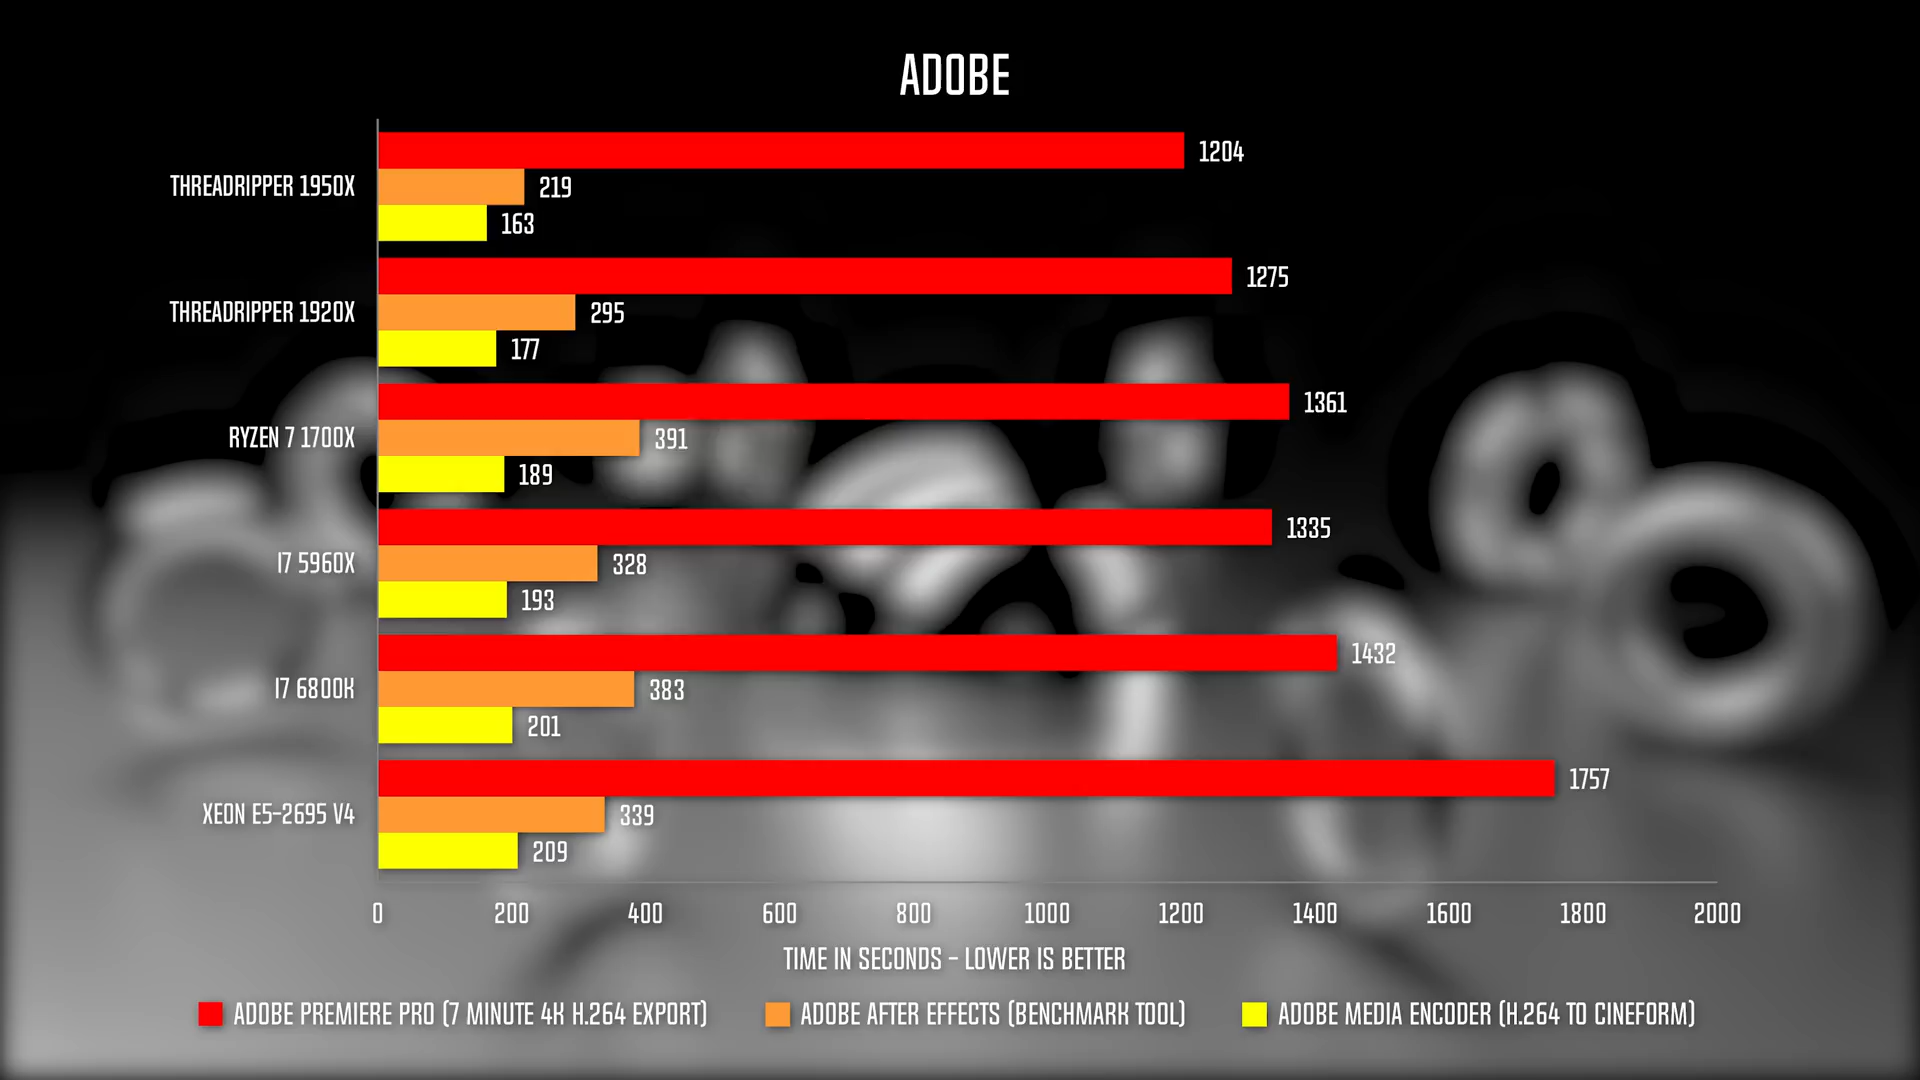 ADOBE
THREADRIPPER 1950X
1204
219
163
THREADRIPPER 1920X
1275
295
177
RYZEN 7 1700X
1361
391
189
I7 5960X
1335
328
193
I7 6800K
1432
383
201
XEON E5-2695 V4
1757
339
209
0 200 400 600 800 1000 1200 1400 1600 1800 2000
TIME IN SECONDS - LOWER IS BETTER
ADOBE PREMIERE PRO (7 MINUTE 4K H.264 EXPORT) ADOBE AFTER EFFECTS (BENCHMARK TOOL) ADOBE MEDIA ENCODER (H.264 TO CINEFORM)